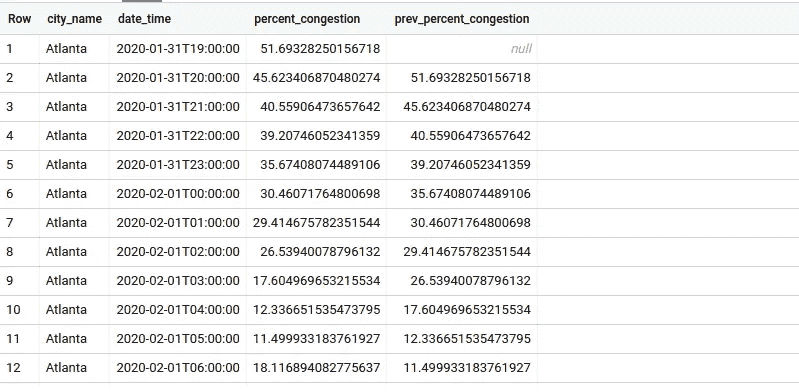 Row city_name date_time percent_congestion prev_percent_congestion
1 Atlanta 2020-01-31T19:00:00 51.69328250156718 null
2 Atlanta 2020-01-31T20:00:00 45.623406870480274 51.69328250156718
3 Atlanta 2020-01-31T21:00:00 40.55906473657642 45.623406870480274
4 Atlanta 2020-01-31T22:00:00 39.20746052341359 40.55906473657642
5 Atlanta 2020-01-31T23:00:00 35.67408074489106 39.20746052341359
6 Atlanta 2020-02-01T00:00:00 30.46071764800698 35.67408074489106
7 Atlanta 2020-02-01T01:00:00 29.414675782351544 30.46071764800698
8 Atlanta 2020-02-01T02:00:00 26.53940078796132 29.414675782351544
9 Atlanta 2020-02-01T03:00:00 17.604969653215534 26.53940078796132
10 Atlanta 2020-02-01T04:00:00 12.336651535473795 17.604969653215534
11 Atlanta 2020-02-01T05:00:00 11.499933183761927 12.336651535473795
12 Atlanta 2020-02-01T06:00:00 18.116894082775637 11.499933183761927